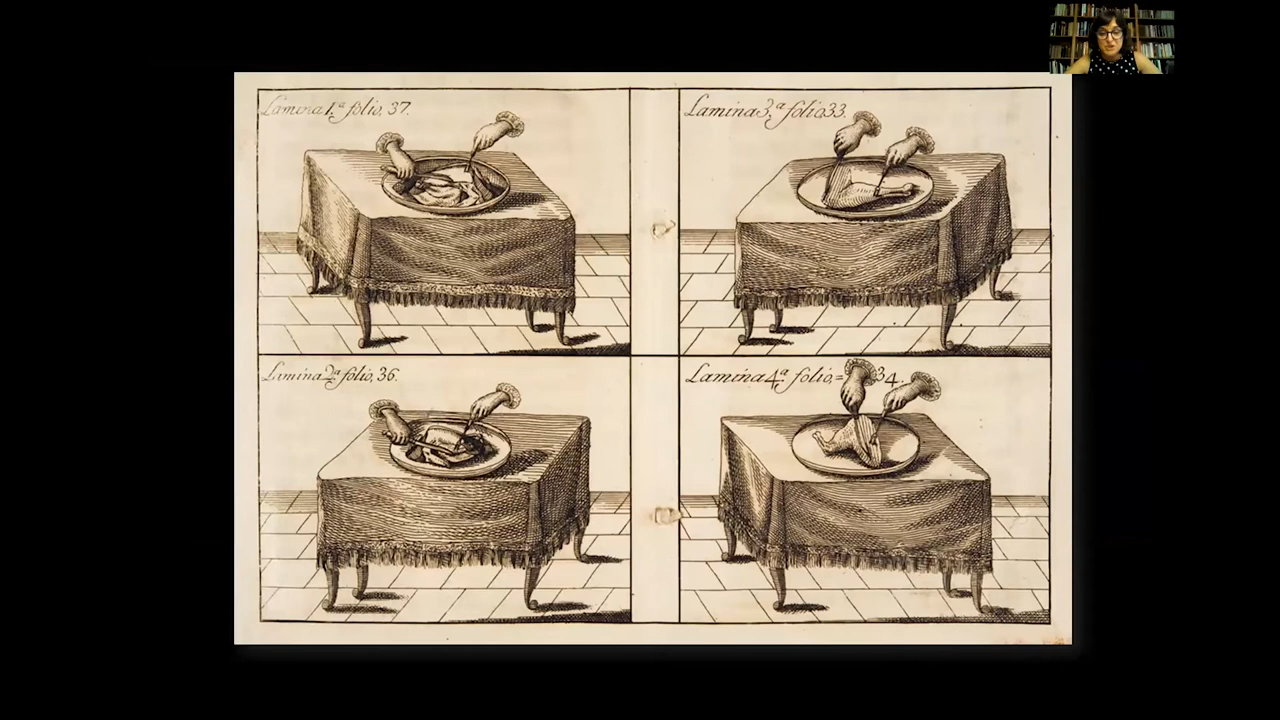 Lamina 1.ª folio, 37.
Lamina 3.ª folio 33.
Lamina 2.ª folio, 36.
Lamina 4.ª folio, = 34.